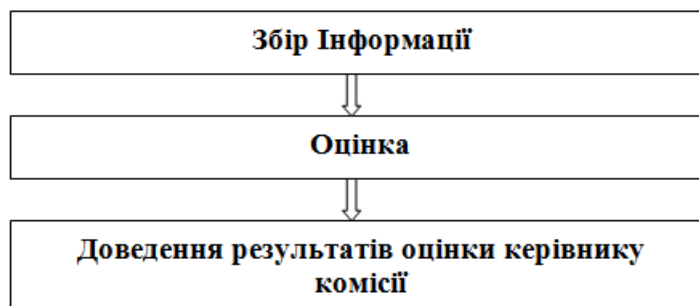 Збір Інформації
Оцінка
Доведення результатів оцінки керівнику
комісії